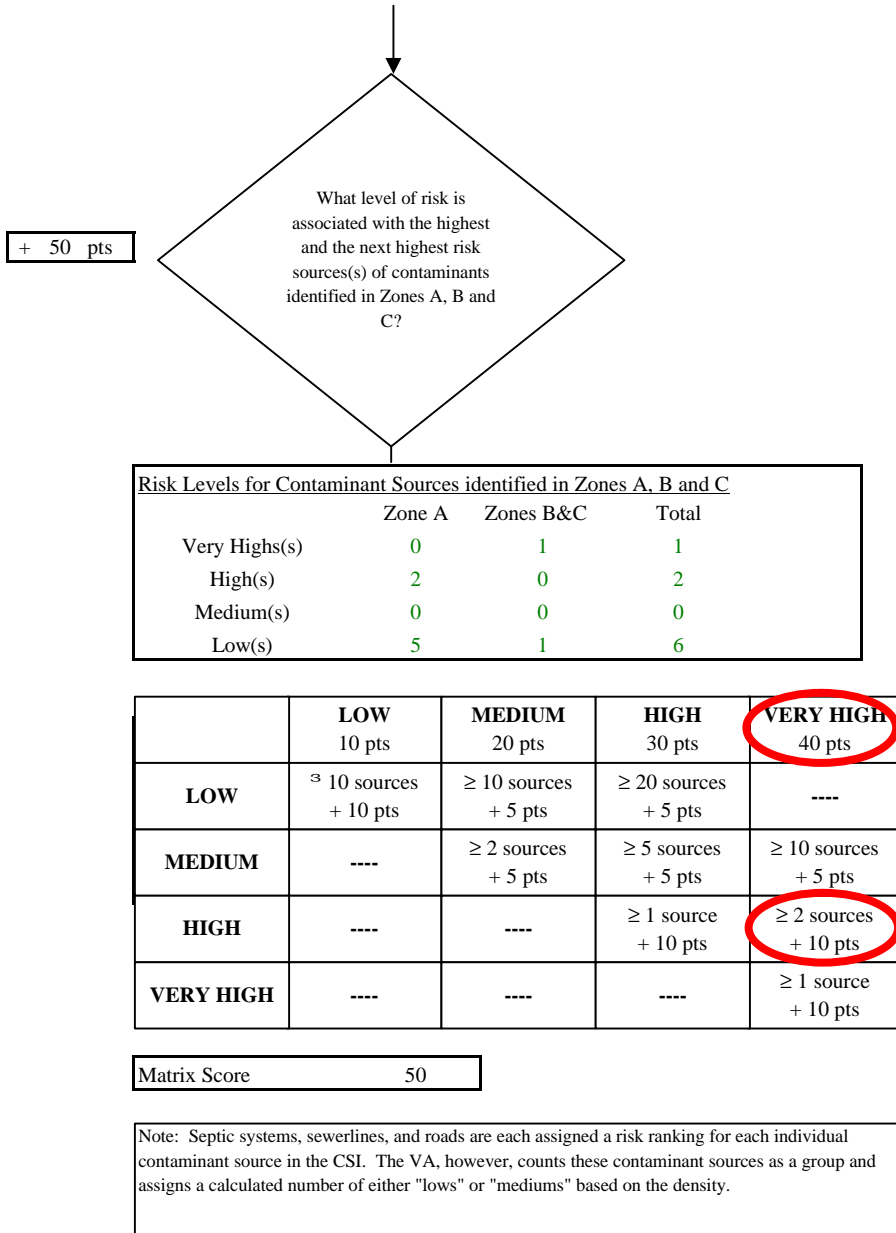 What level of risk is
associated with the highest
+ 50 pts and the next highest risk
sources(s) of contaminants
identified in Zones A, B and
C?
Risk Levels for Contaminant Sources identified in Zones A, B and C
Zone A Zones B&C Total
Very Highs(s) 0 1 1
High(s) 2 0 2
Medium(s) 0 0 0
Low(s) 5 1 6
LOW MEDIUM HIGH VERY HIGH
10 pts 20 pts 30 pts 40 pts
LOW ³ 10 sources ≥ 10 sources ≥ 20 sources ----
+ 10 pts + 5 pts + 5 pts
MEDIUM ---- ≥ 2 sources ≥ 5 sources ≥ 10 sources
+ 5 pts + 5 pts + 5 pts
HIGH ---- ---- ≥ 1 source ≥ 2 sources
+ 10 pts + 10 pts
VERY HIGH ---- ---- ---- ≥ 1 source
+ 10 pts
Matrix Score 50
Note: Septic systems, sewerlines, and roads are each assigned a risk ranking for each individual
contaminant source in the CSI. The VA, however, counts these contaminant sources as a group and
assigns a calculated number of either "lows" or "mediums" based on the density.